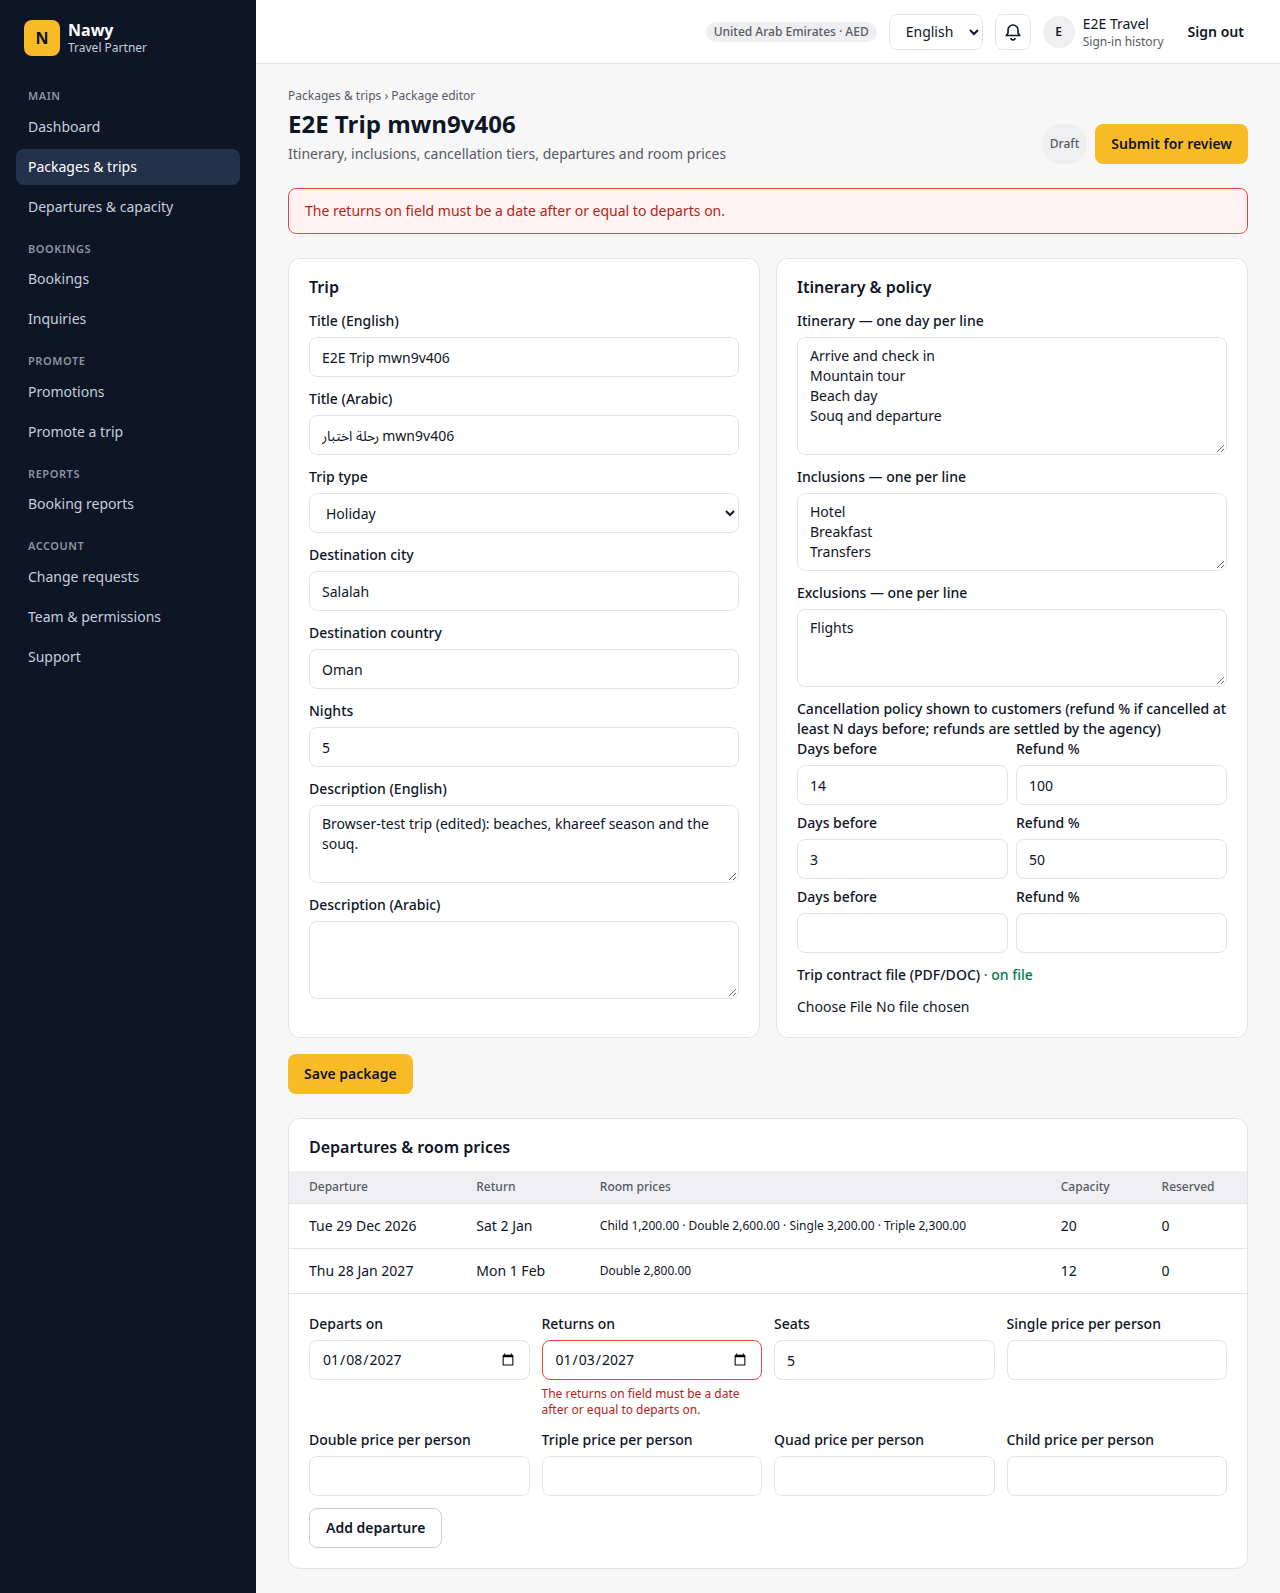 N
Nawy
Travel Partner
United Arab Emirates · AED
English
E
E2E Travel
Sign-in history
Sign out
MAIN
Dashboard
Packages & trips
Departures & capacity
BOOKINGS
Bookings
Inquiries
PROMOTE
Promotions
Promote a trip
REPORTS
Booking reports
ACCOUNT
Change requests
Team & permissions
Support
Packages & trips › Package editor
E2E Trip mwn9v406
Itinerary, inclusions, cancellation tiers, departures and room prices
Draft
Submit for review
The returns on field must be a date after or equal to departs on.
Trip
Title (English)
E2E Trip mwn9v406
Title (Arabic)
رحلة اختبار mwn9v406
Trip type
Holiday
Destination city
Salalah
Destination country
Oman
Nights
5
Description (English)
Browser-test trip (edited): beaches, khareef season and the
souq.
Description (Arabic)
Itinerary & policy
Itinerary — one day per line
Arrive and check in
Mountain tour
Beach day
Souq and departure
Inclusions — one per line
Hotel
Breakfast
Transfers
Exclusions — one per line
Flights
Cancellation policy shown to customers (refund % if cancelled at
least N days before; refunds are settled by the agency)
Days before Refund %
14 100
Days before Refund %
3 50
Days before Refund %
Trip contract file (PDF/DOC) · on file
Choose File No file chosen
Save package
Departures & room prices
Departure Return Room prices Capacity Reserved
Tue 29 Dec 2026 Sat 2 Jan Child 1,200.00 · Double 2,600.00 · Single 3,200.00 · Triple 2,300.00 20 0
Thu 28 Jan 2027 Mon 1 Feb Double 2,800.00 12 0
Departs on Returns on Seats Single price per person
01/08/2027 01/03/2027 5
The returns on field must be a date
after or equal to departs on.
Double price per person Triple price per person Quad price per person Child price per person
Add departure